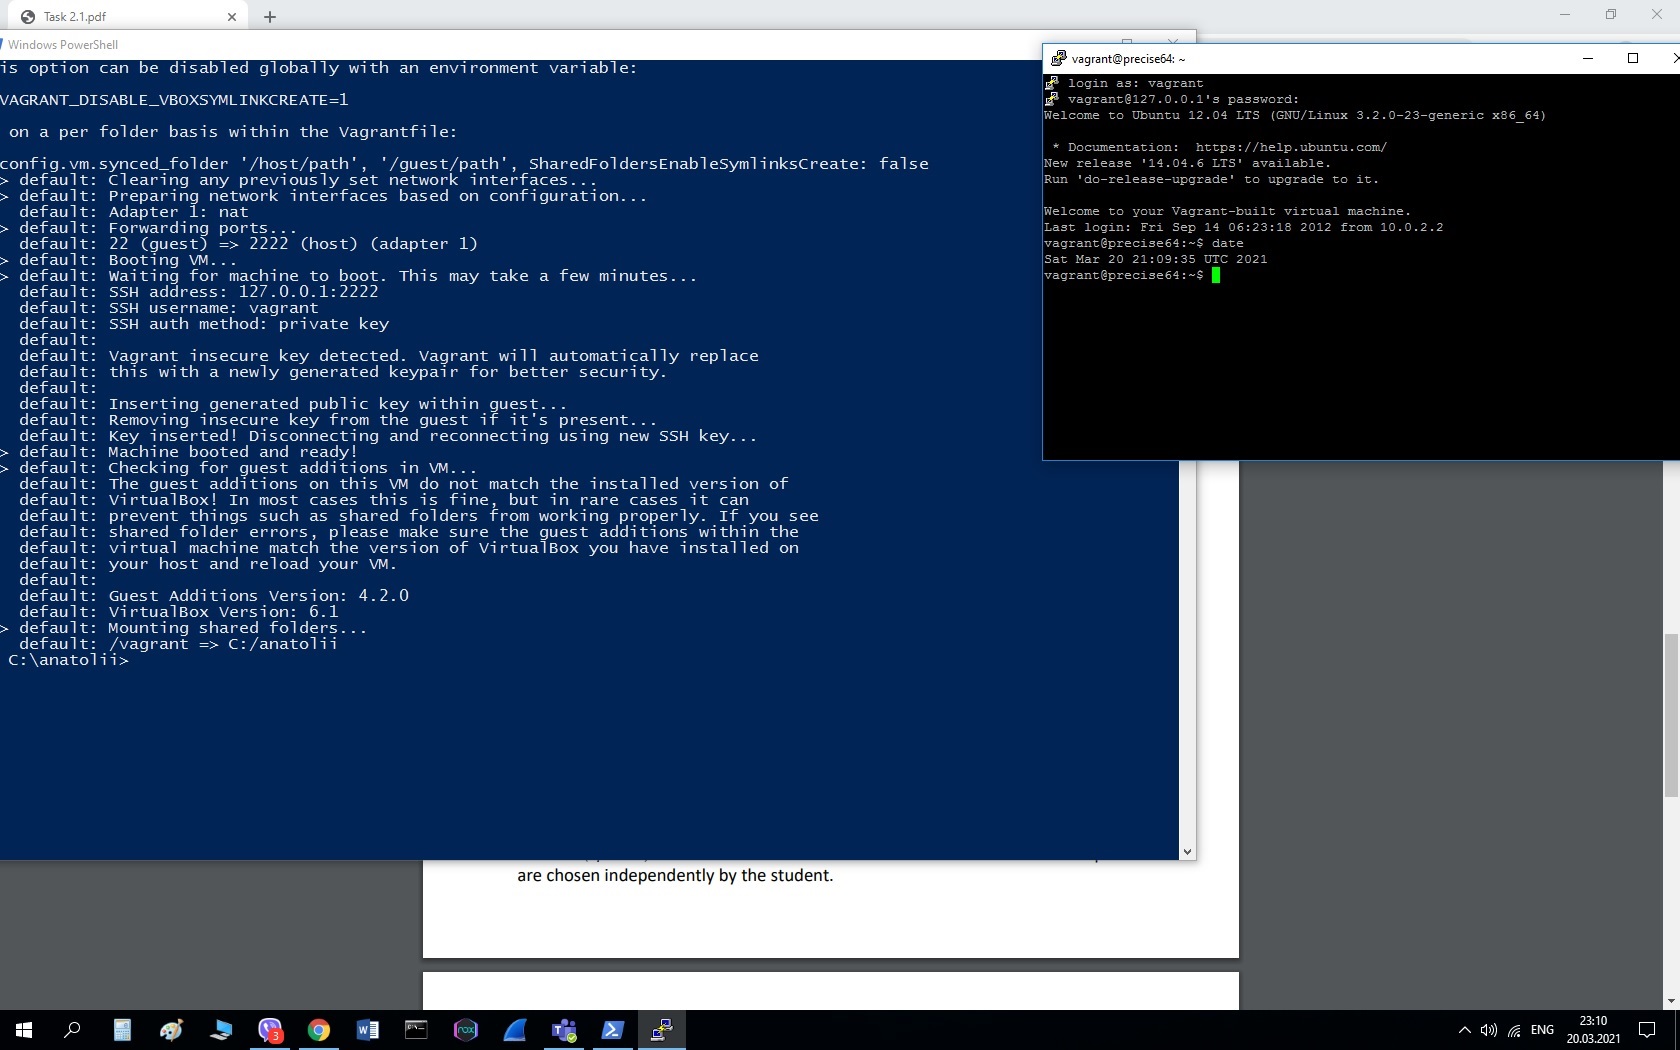 Task 2.1.pdf
Windows PowerShell
is option can be disabled globally with an environment variable:
VAGRANT_DISABLE_VBOXSYMLINKCREATE=1
on a per folder basis within the Vagrantfile:
config.vm.synced_folder '/host/path', '/guest/path', SharedFoldersEnableSymlinksCreate: false
> default: Clearing any previously set network interfaces...
> default: Preparing network interfaces based on configuration...
default: Adapter 1: nat
> default: Forwarding ports...
default: 22 (guest) => 2222 (host) (adapter 1)
> default: Booting VM...
> default: Waiting for machine to boot. This may take a few minutes...
default: SSH address: 127.0.0.1:2222
default: SSH username: vagrant
default: SSH auth method: private key
default:
default: Vagrant insecure key detected. Vagrant will automatically replace
default: this with a newly generated keypair for better security.
default:
default: Inserting generated public key within guest...
default: Removing insecure key from the guest if it's present...
default: Key inserted! Disconnecting and reconnecting using new SSH key...
> default: Machine booted and ready!
> default: Checking for guest additions in VM...
default: The guest additions on this VM do not match the installed version of
default: VirtualBox! In most cases this is fine, but in rare cases it can
default: prevent things such as shared folders from working properly. If you see
default: shared folder errors, please make sure the guest additions within the
default: virtual machine match the version of VirtualBox you have installed on
default: your host and reload your VM.
default:
default: Guest Additions Version: 4.2.0
default: VirtualBox Version: 6.1
> default: Mounting shared folders...
default: /vagrant => C:/anatolii
C:\anatolii>
vagrant@precise64: ~
login as: vagrant
vagrant@127.0.0.1's password:
Welcome to Ubuntu 12.04 LTS (GNU/Linux 3.2.0-23-generic x86_64)
* Documentation:  https://help.ubuntu.com/
New release '14.04.6 LTS' available.
Run 'do-release-upgrade' to upgrade to it.
Welcome to your Vagrant-built virtual machine.
Last login: Fri Sep 14 06:23:18 2012 from 10.0.2.2
vagrant@precise64:~$ date
Sat Mar 20 21:09:35 UTC 2021
vagrant@precise64:~$
are chosen independently by the student.
3
nox
ENG
23:10
20.03.2021